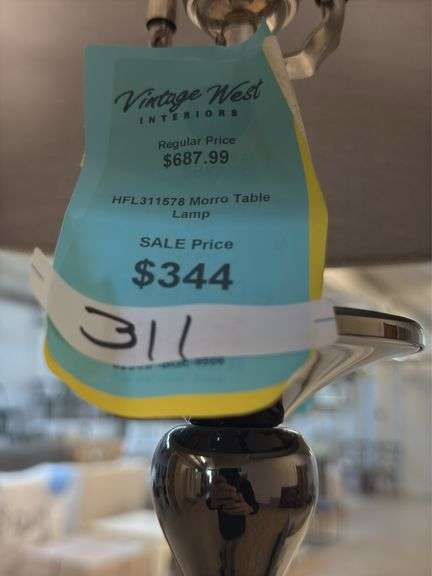 Vintage West
INTERIORS
Regular Price
$687.99
HFL311578 Morro Table
Lamp
SALE Price
$344
311